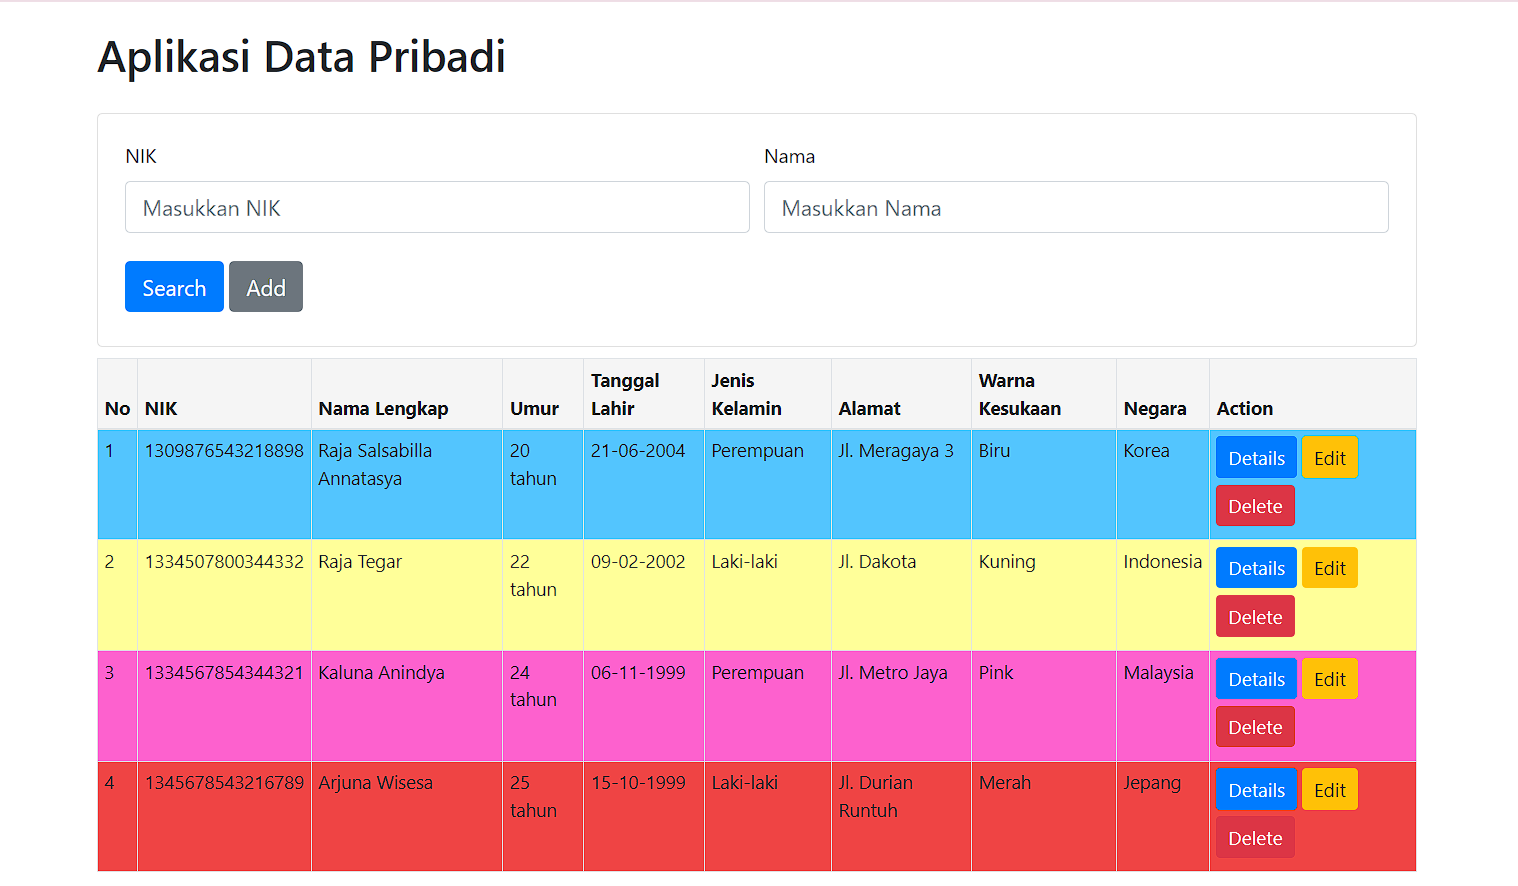 Aplikasi Data Pribadi
NIK Nama
Masukkan NIK Masukkan Nama
Search Add
No NIK Nama Lengkap Umur Tanggal Lahir Jenis Kelamin Alamat Warna Kesukaan Negara Action
1 1309876543218898 Raja Salsabilla Annatasya 20 tahun 21-06-2004 Perempuan Jl. Meragaya 3 Biru Korea Details Edit Delete
2 1334507800344332 Raja Tegar 22 tahun 09-02-2002 Laki-laki Jl. Dakota Kuning Indonesia Details Edit Delete
3 1334567854344321 Kaluna Anindya 24 tahun 06-11-1999 Perempuan Jl. Metro Jaya Pink Malaysia Details Edit Delete
4 1345678543216789 Arjuna Wisesa 25 tahun 15-10-1999 Laki-laki Jl. Durian Runtuh Merah Jepang Details Edit Delete